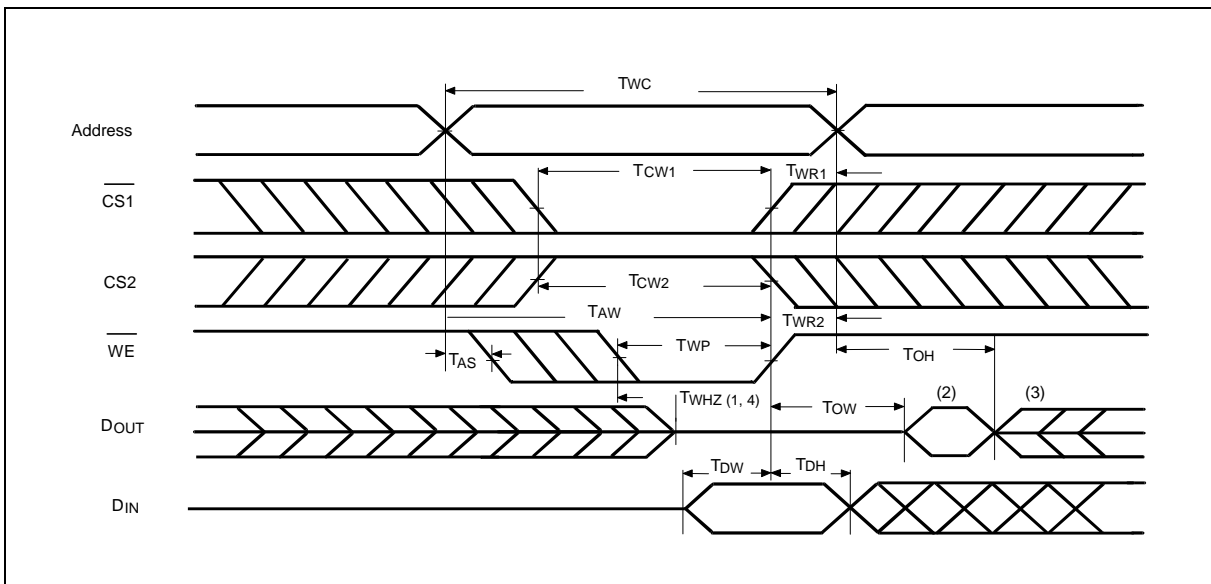 TWC
Address
TCW1
TWR1
CS1
CS2
TCW2
TAW
TWR2
WE
TAS
TWP
TOH
TWHZ (1, 4)
TOW
(2)
(3)
DOUT
TDW
TDH
DIN